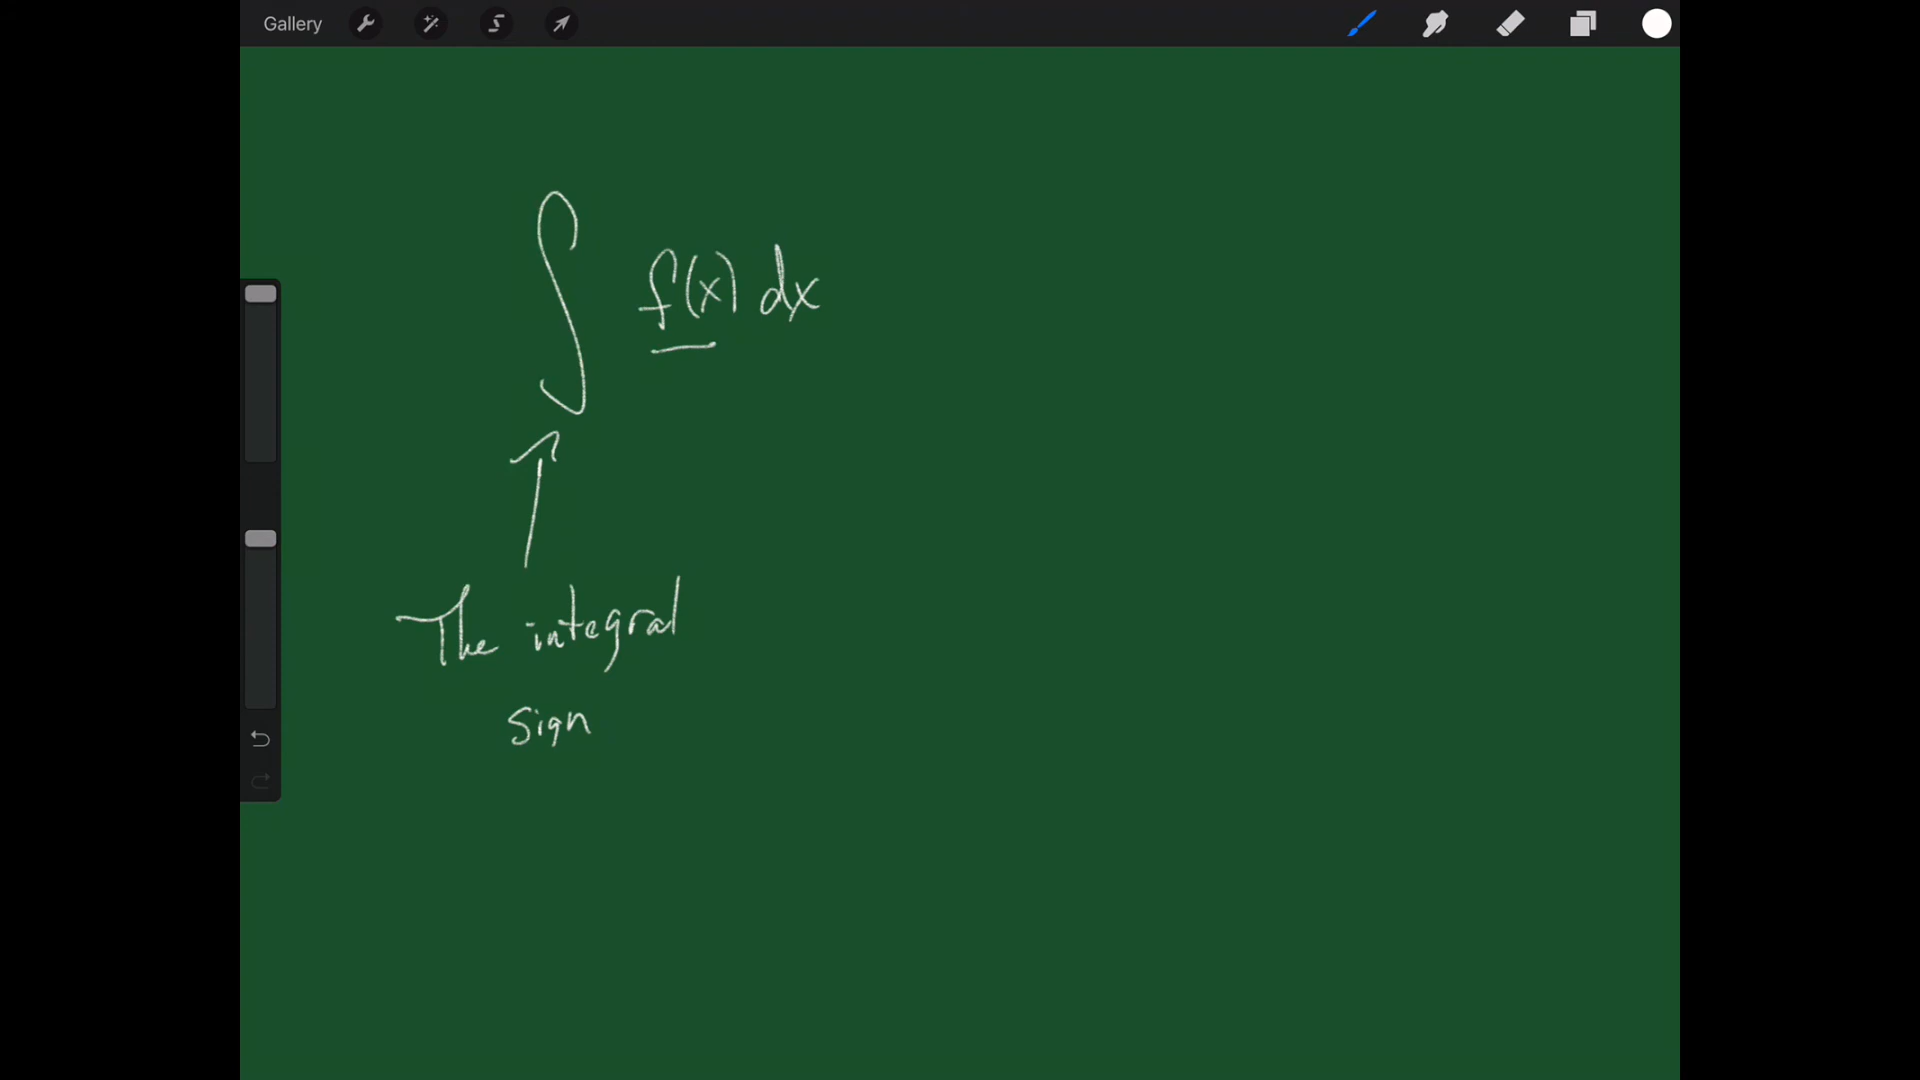 Gallery
∫ f(x) dx
The integral
sign